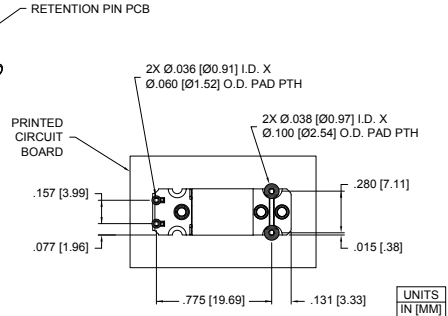 RETENTION PIN PCB
2X Ø.036 [Ø0.91] I.D. X
Ø.060 [Ø1.52] O.D. PAD PTH
2X Ø.038 [Ø0.97] I.D. X
Ø.100 [Ø2.54] O.D. PAD PTH
PRINTED
CIRCUIT
BOARD
.157 [3.99]
.280 [7.11]
.077 [1.96]
.015 [.38]
.775 [19.69]
.131 [3.33]
UNITS
IN [MM]